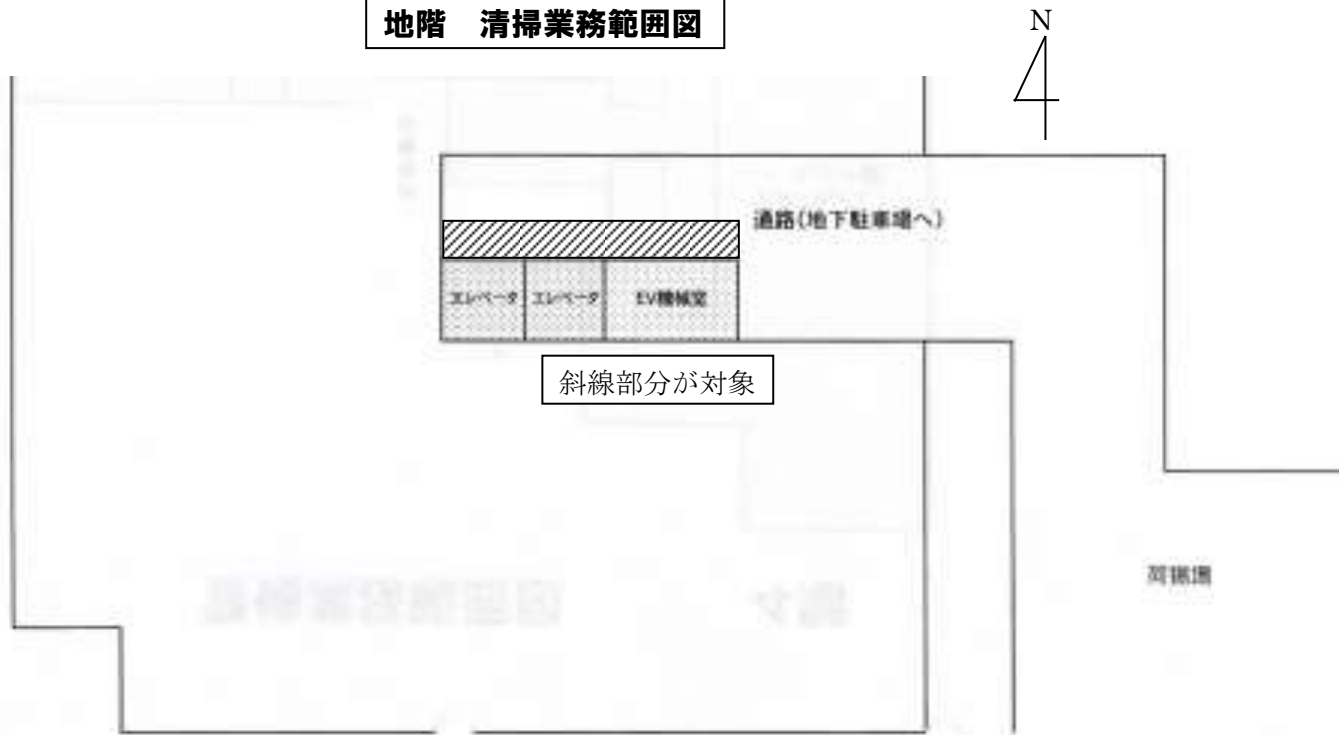 地階　清掃業務範囲図
N
通路(地下駐車場へ)
エレベータ エレベータ EV機械室
斜線部分が対象
荷捌場